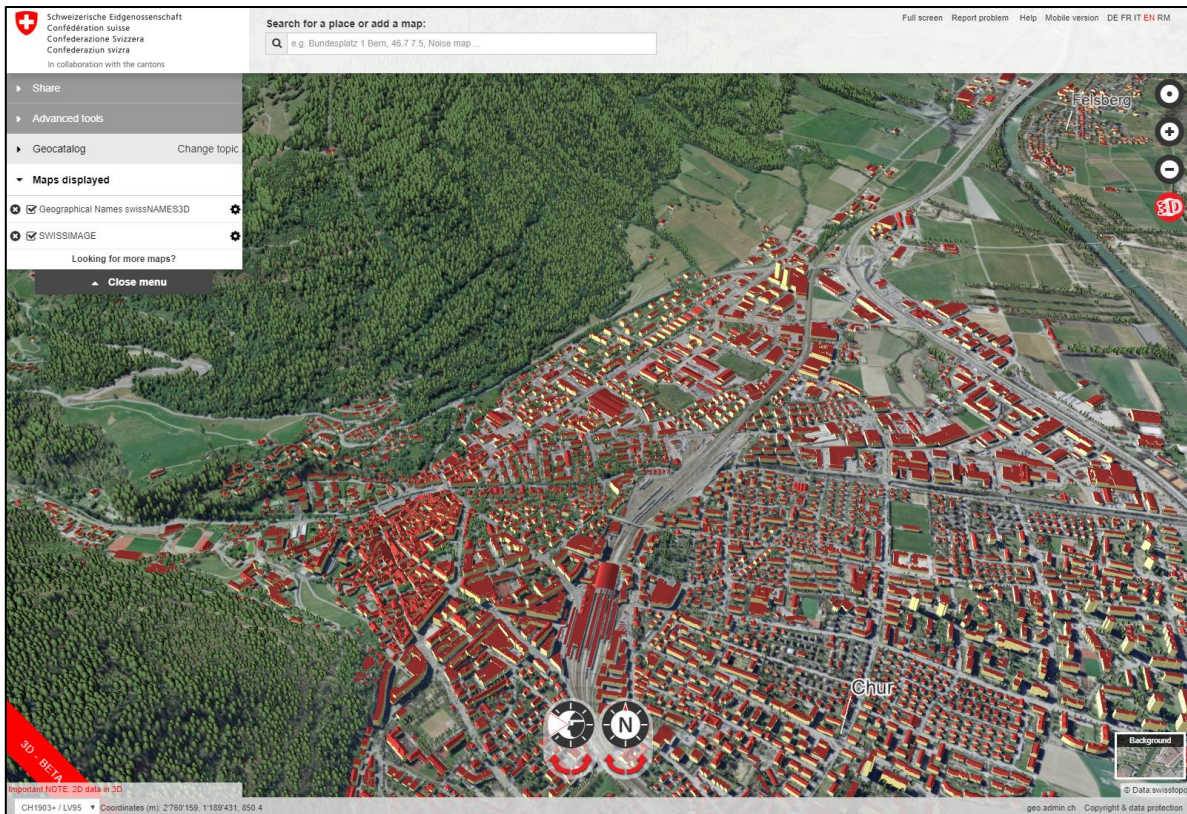 Schweizerische Eidgenossenschaft
Confédération suisse
Confederazione Svizzera
Confederaziun svizra
In collaboration with the cantons
Search for a place or add a map:
e.g. Bundesplatz 1 Bern, 46.7 7.5, Noise map ...
Full screen Report problem Help Mobile version DE FR IT EN RM
Share
Advanced tools
Geocatalog Change topic
Maps displayed
Geographical Names swissNAMES3D
SWISSIMAGE
Looking for more maps?
Close menu
Felsberg
3D
Chur
N
Background
3D - BETA
Important NOTE: 2D data in 3D.
© Data:swisstopo
CH1903+ / LV95 Coordinates (m): 2'760'159, 1'189'431, 850.4
geo.admin.ch Copyright & data protection